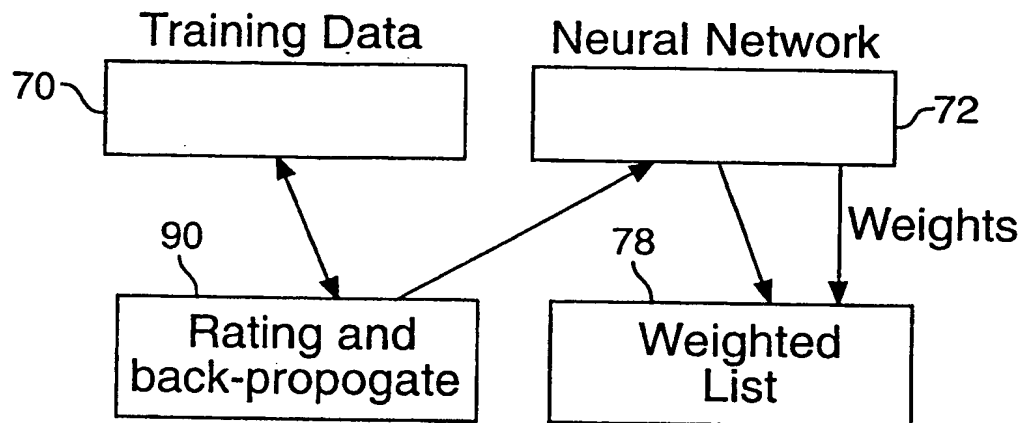 Training Data
Neural Network
70
72
Weights
90
78
Rating and
back-propogate
Weighted
List